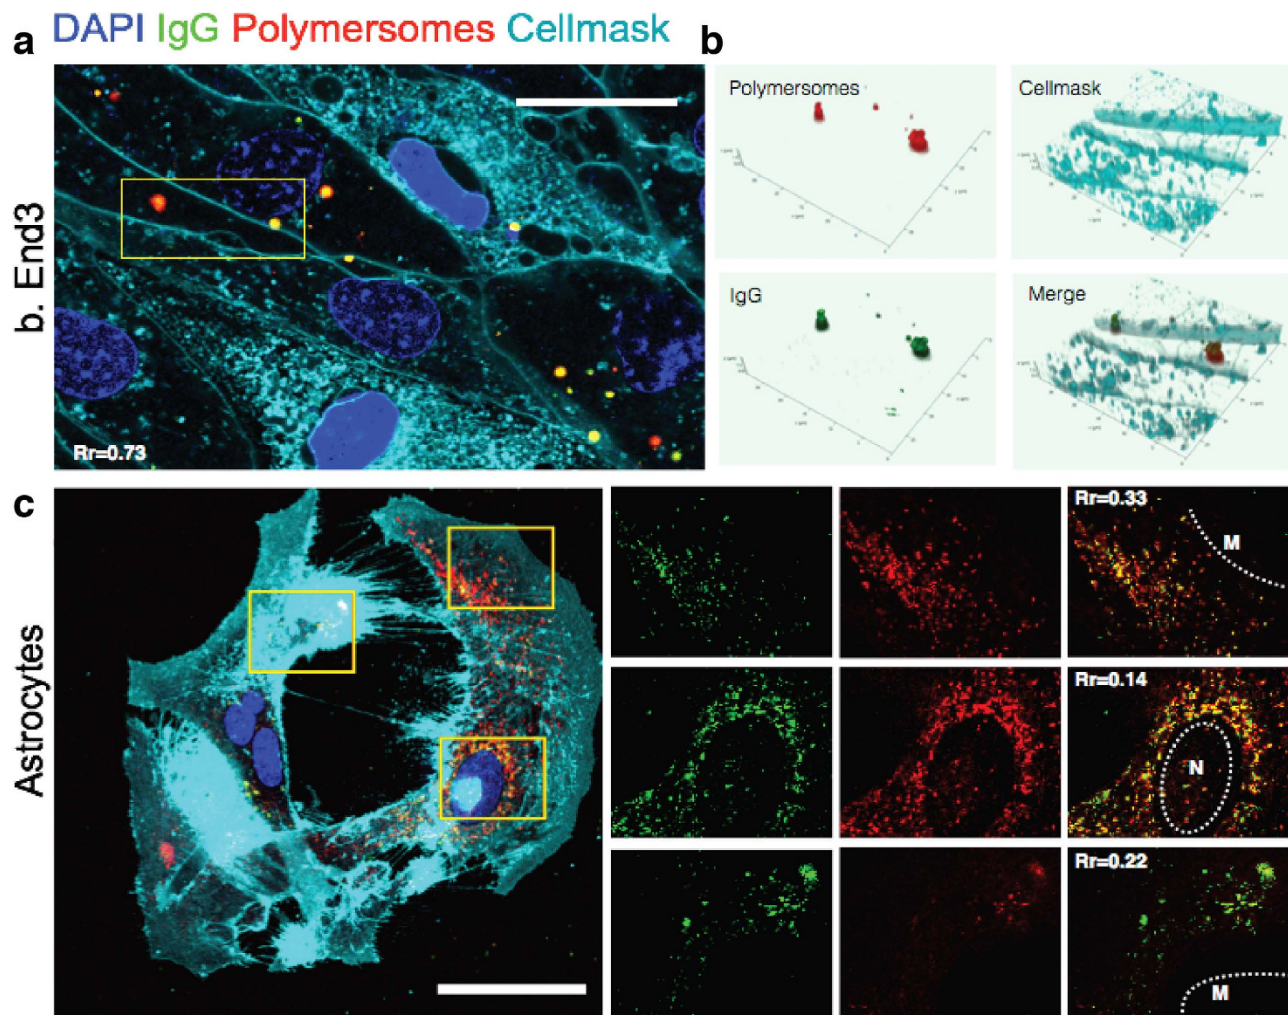 a DAPI IgG Polymersomes Cellmask
b
b. End3
Rr=0.73
Polymersomes
Cellmask
IgG
Merge
c
Astrocytes
Rr=0.33
M
Rr=0.14
N
Rr=0.22
M